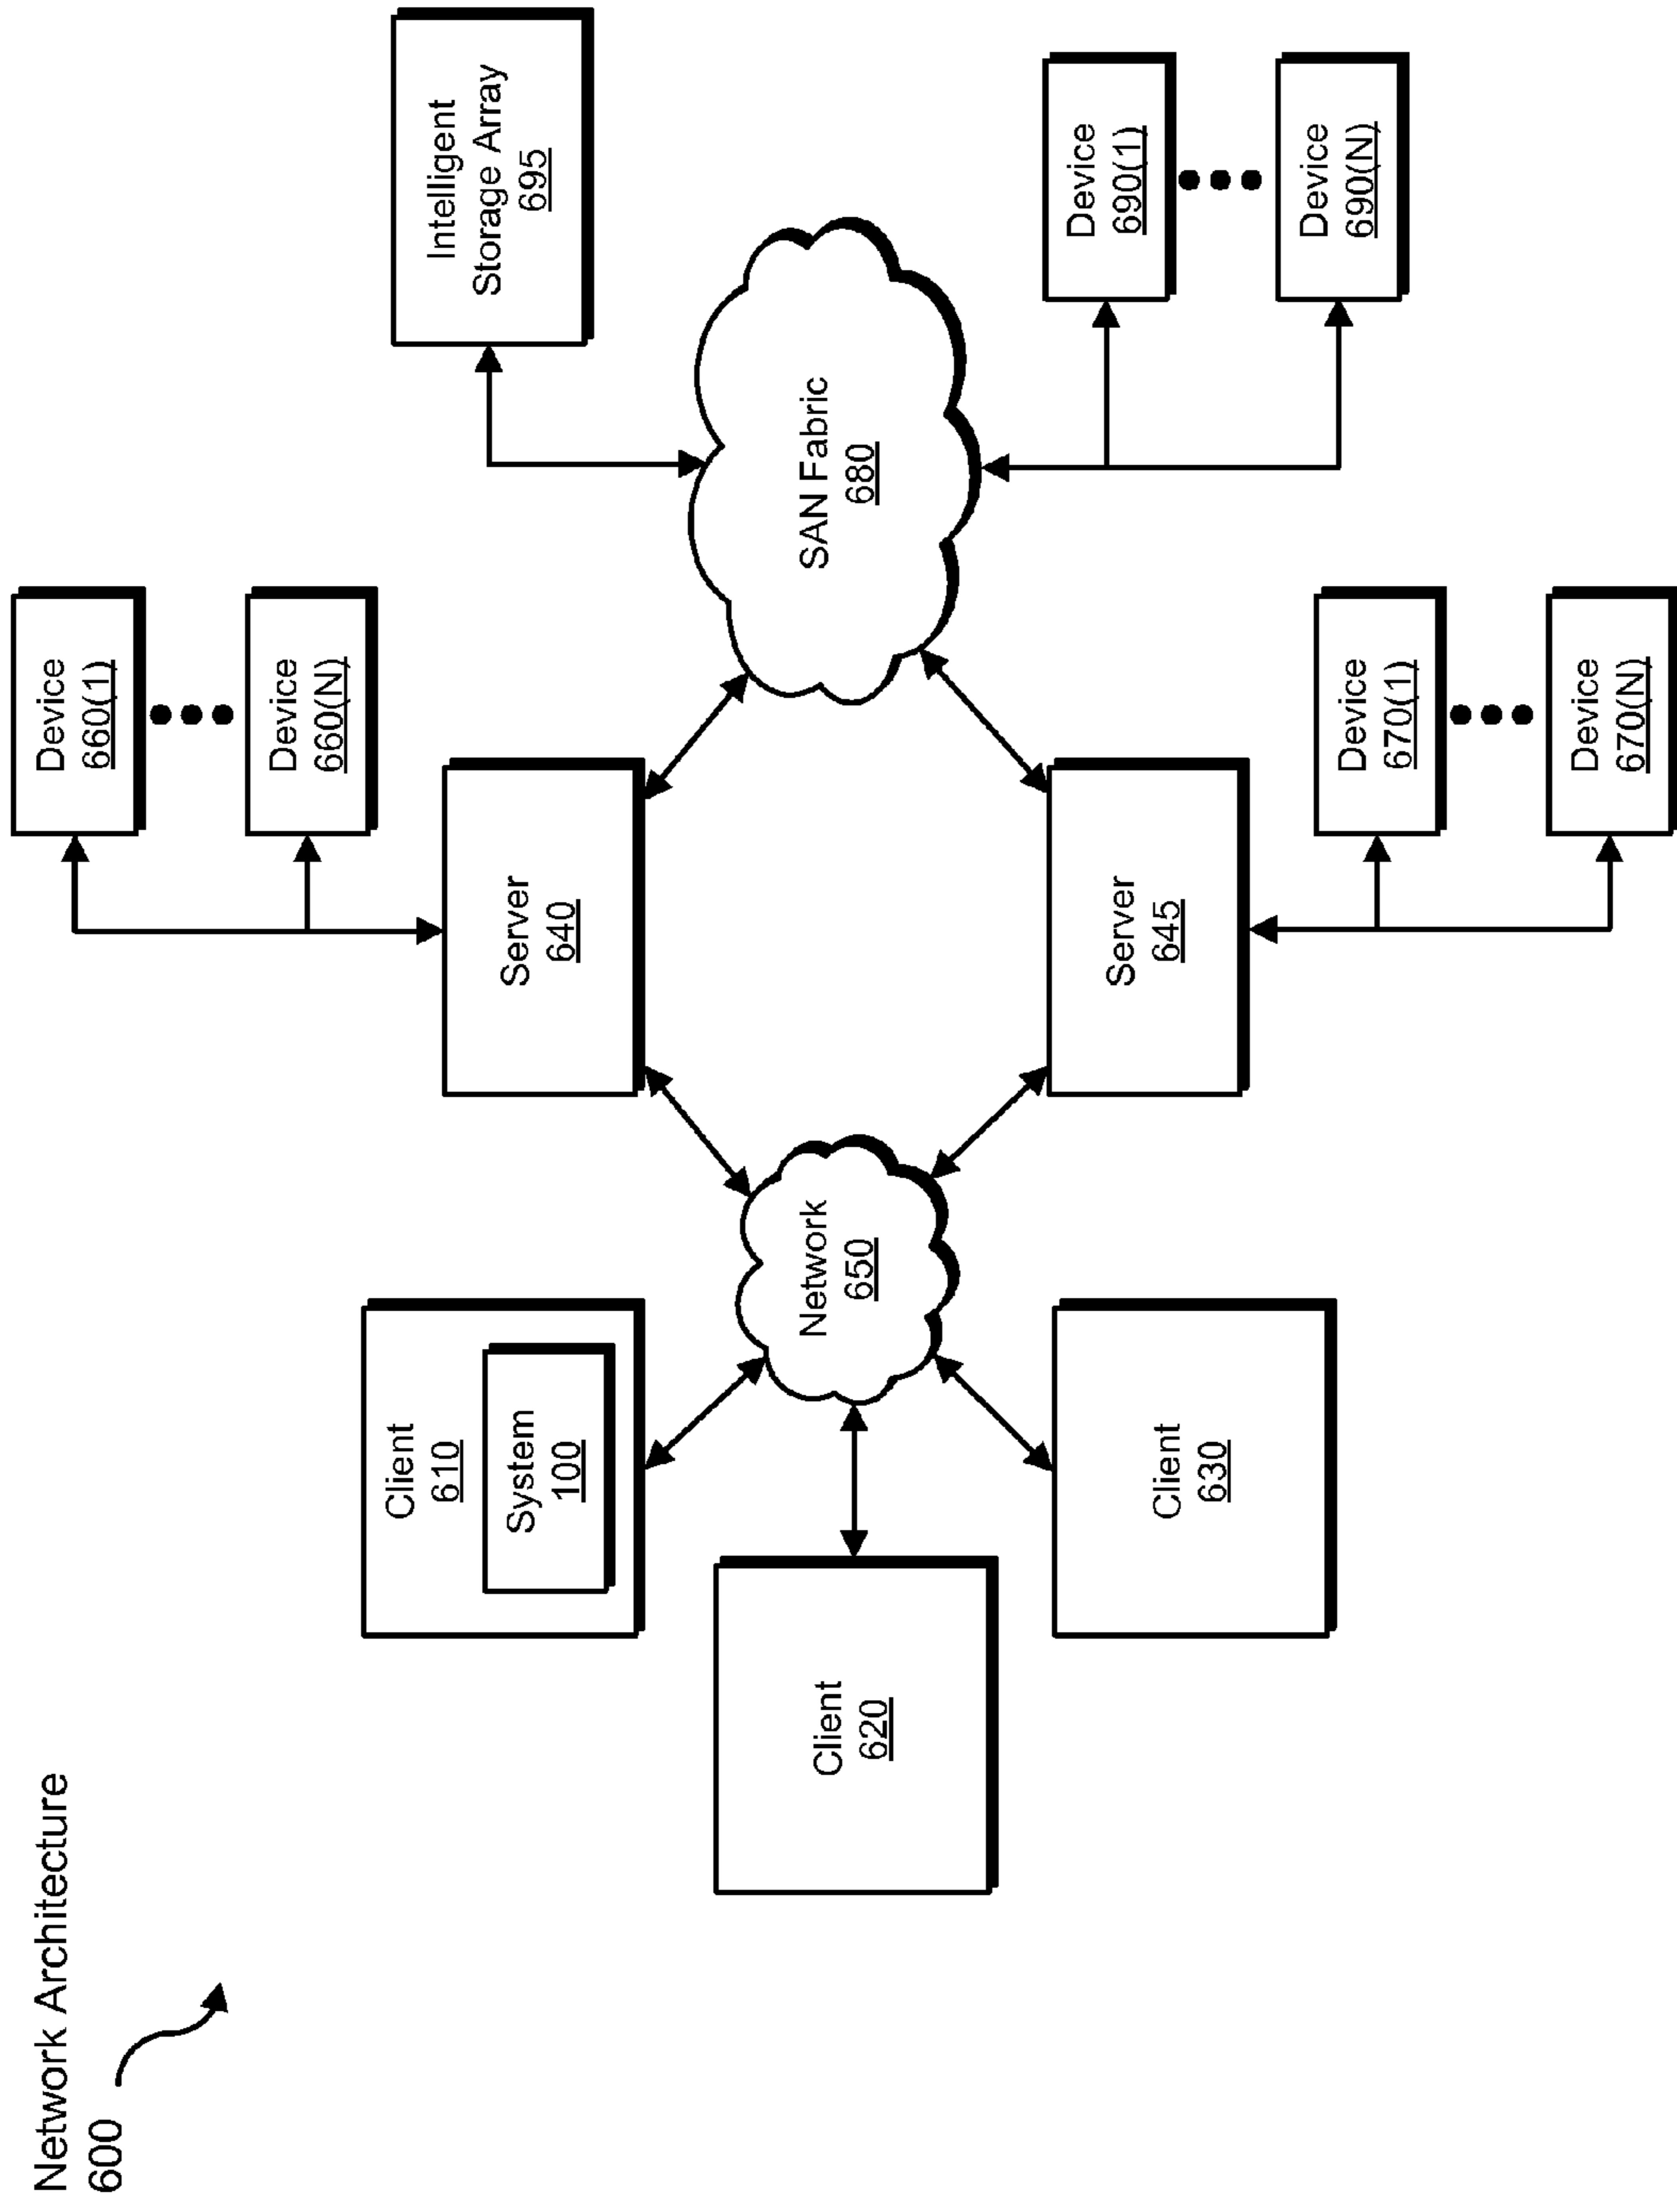 Network Architecture
600
Client
610
System
100
Client
620
Client
630
Network
650
Server
640
Server
645
Device
660(1)
Device
660(N)
Device
670(1)
Device
670(N)
SAN Fabric
680
Intelligent
Storage Array
695
Device
690(1)
Device
690(N)